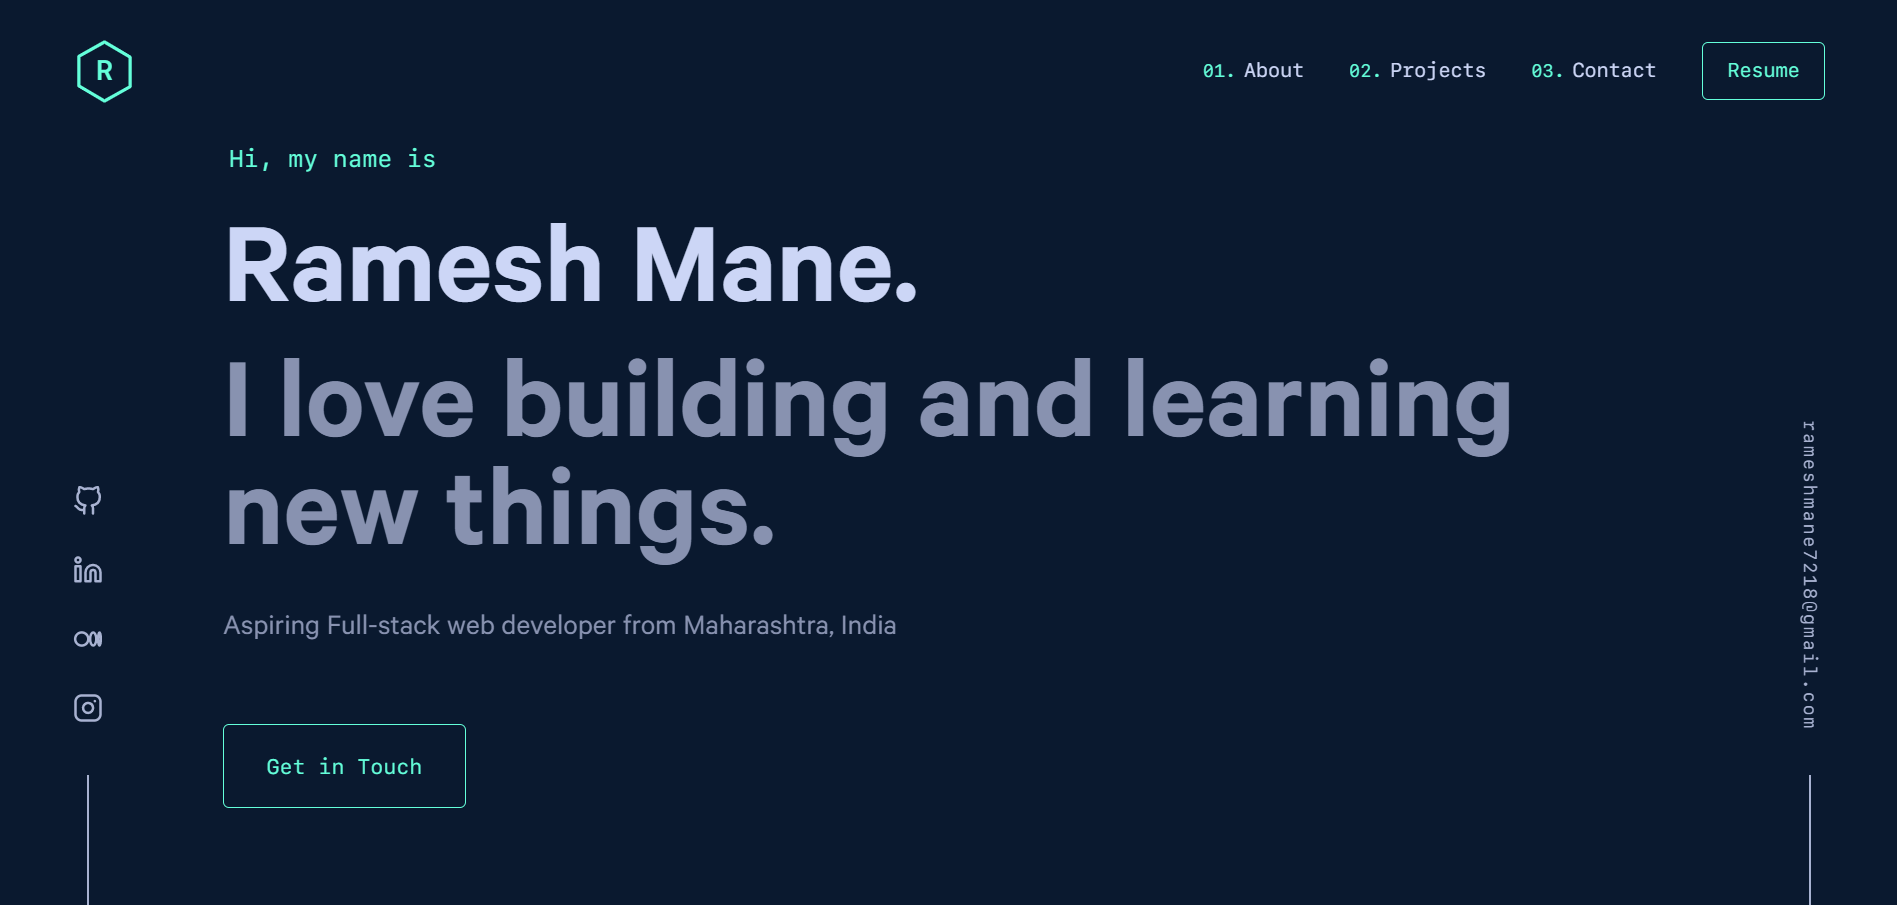 R
01. About 02. Projects 03. Contact Resume
Hi, my name is
Ramesh Mane.
I love building and learning
new things.
Aspiring Full-stack web developer from Maharashtra, India
Get in Touch
rameshmane7218@gmail.com